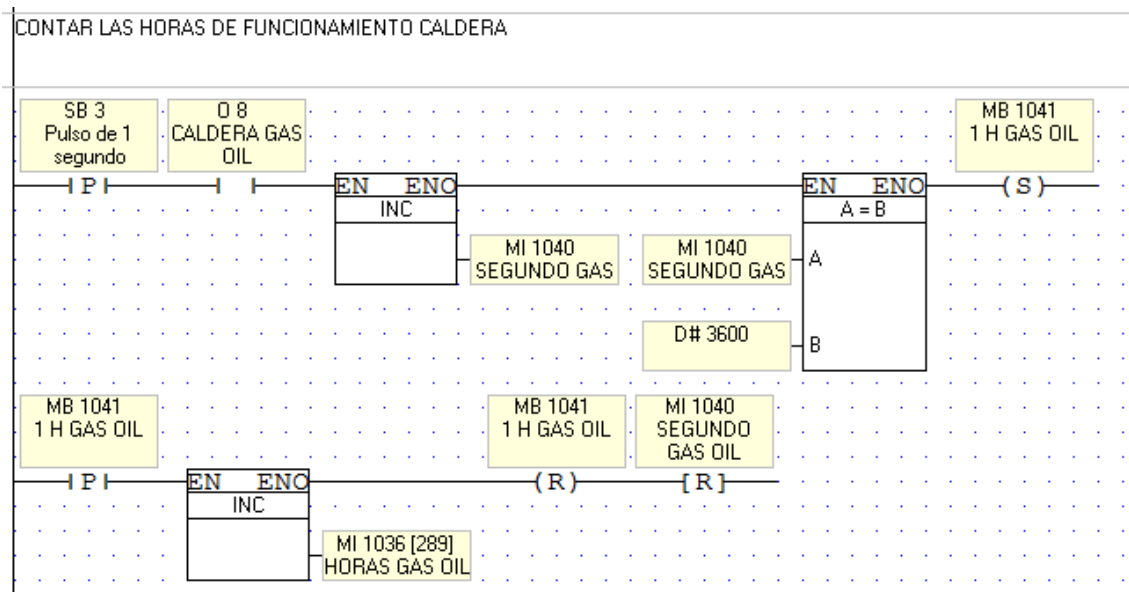 CONTAR LAS HORAS DE FUNCIONAMIENTO CALDERA
SB 3
Pulso de 1
segundo
O 8
CALDERA GAS
OIL
MB 1041
1 H GAS OIL
P
EN ENO
INC
EN ENO
A = B
(S)
MI 1040
SEGUNDO GAS
MI 1040
SEGUNDO GAS
A
D# 3600
B
MB 1041
1 H GAS OIL
MB 1041
1 H GAS OIL
MI 1040
SEGUNDO
GAS OIL
P
EN ENO
INC
(R)
[R]
MI 1036 [289]
HORAS GAS OIL